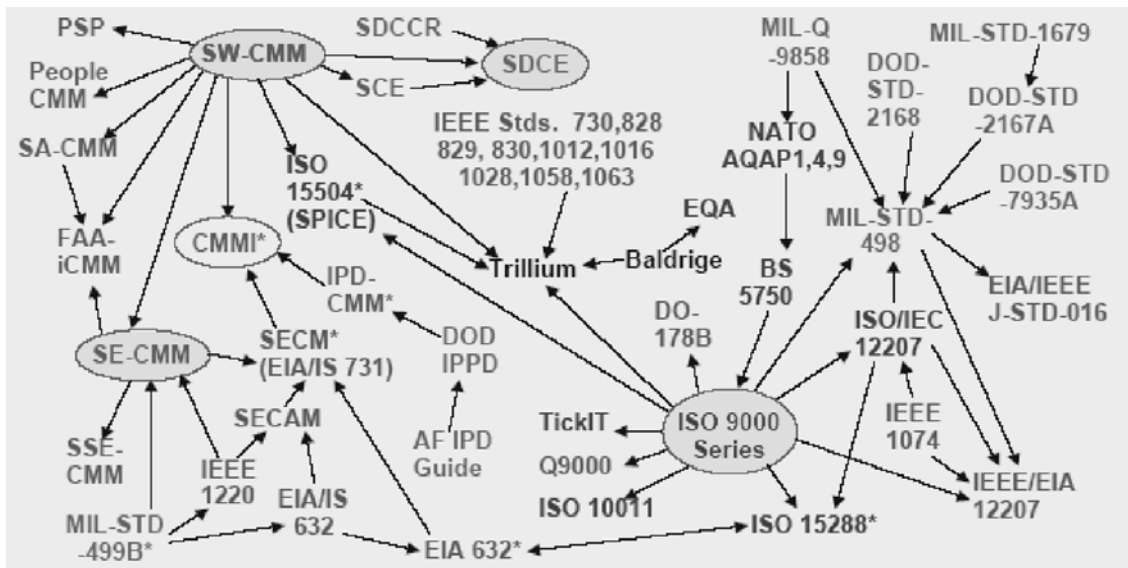 PSP
SW-CMM
SDCCR
SDCE
SCE
People
CMM
SA-CMM
MIL-Q
-9858
MIL-STD-1679
DOD-
STD-
2168
DOD-STD
-2167A
IEEE Stds. 730,828
829, 830,1012,1016
1028,1058,1063
NATO
AQAP1,4,9
ISO
15504*
(SPICE)
DOD-STD
-7935A
EQA
MIL-STD-
498
FAA-
iCMM
CMMI*
Trillium
Baldrige
BS
5750
IPD-
CMM*
EIA/IEEE
J-STD-016
DO-
178B
ISO/IEC
12207
SE-CMM
SECM*
(EIA/IS 731)
DOD
IPPD
SECAM
TickIT
ISO 9000
Series
IEEE
1074
AF IPD
Guide
SSE-
CMM
IEEE
1220
Q9000
EIA/IS
632
ISO 10011
IEEE/EIA
12207
MIL-STD
-499B*
EIA 632*
ISO 15288*